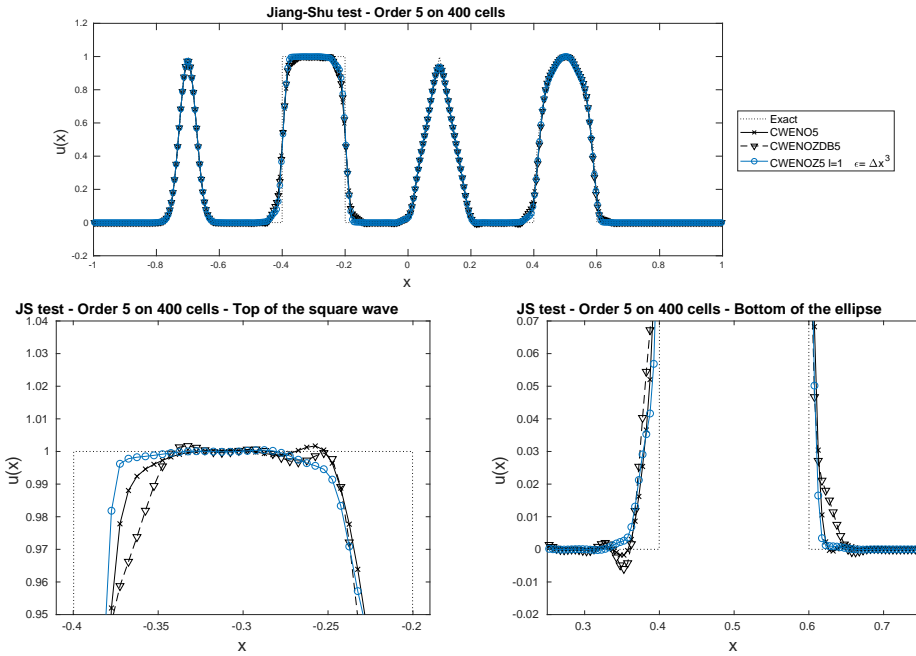 Jiang-Shu test - Order 5 on 400 cells
u(x)
1.2
1
0.8
0.6
0.4
0.2
0
-0.2
-1 -0.8 -0.6 -0.4 -0.2 0 0.2 0.4 0.6 0.8 1
x
Exact
CWENO5
CWENOZDB5
CWENOZ5 l=1 ϵ= Δx^3
JS test - Order 5 on 400 cells - Top of the square wave
u(x)
1.04
1.03
1.02
1.01
1
0.99
0.98
0.97
0.96
0.95
-0.4 -0.35 -0.3 -0.25 -0.2
x
JS test - Order 5 on 400 cells - Bottom of the ellipse
u(x)
0.07
0.06
0.05
0.04
0.03
0.02
0.01
0
-0.01
-0.02
0.3 0.4 0.5 0.6 0.7
x